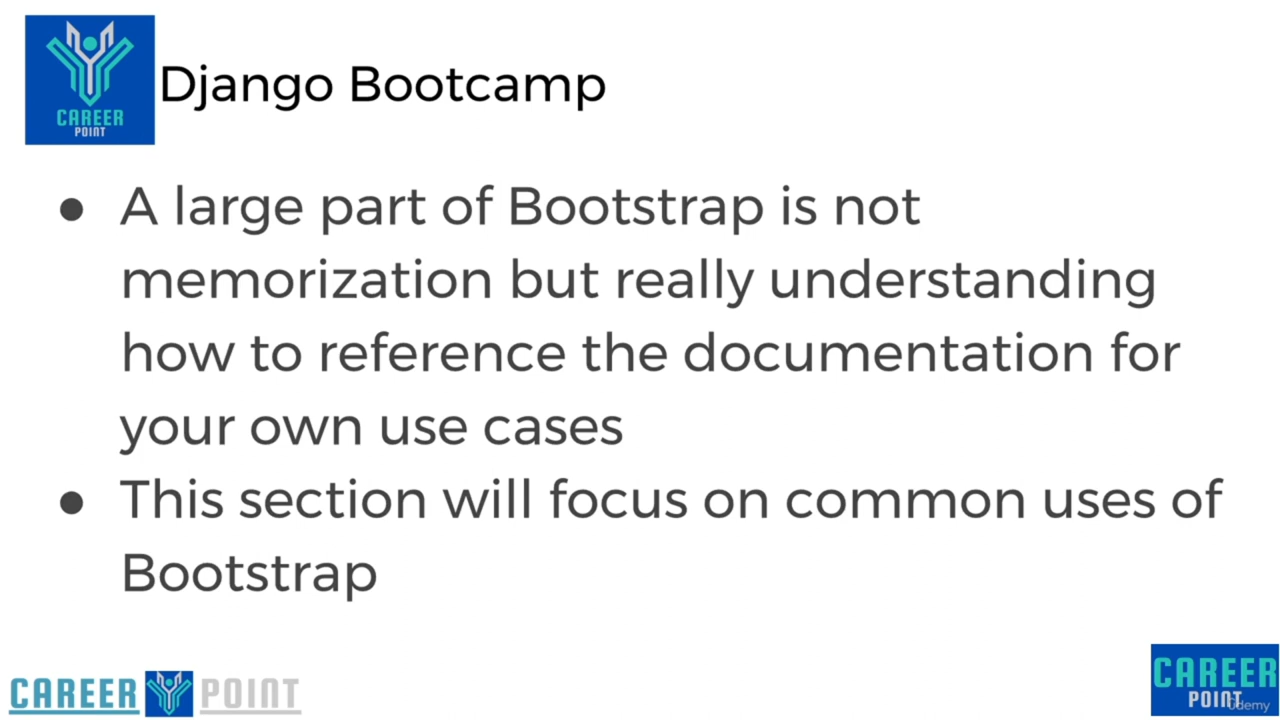 CAREER
POINT
Django Bootcamp
● A large part of Bootstrap is not
memorization but really understanding
how to reference the documentation for
your own use cases
● This section will focus on common uses of
Bootstrap
CAREER POINT
CAREER
POINT
Udemy